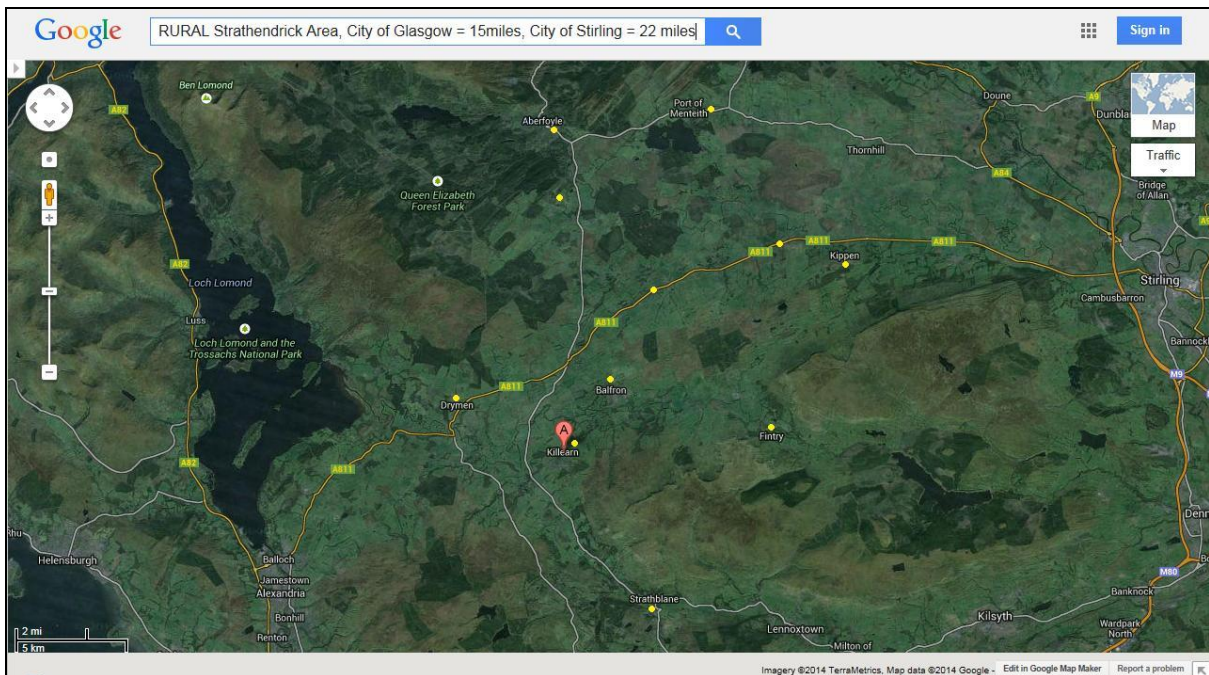 Google
RURAL Strathendrick Area, City of Glasgow = 15miles, City of Stirling = 22 miles
Sign in
Ben Lomond
A82
Aberfoyle
Port of
Menteith
Doune
A9
Map
Traffic
Thornhill
A84
Bridge
of Allan
Queen Elizabeth
Forest Park
A82
Loch Lomond
Luss
Loch Lomond and the
Trossachs National Park
A811
A811
A811
A811
Kippen
Stirling
Cambusbarron
M9
A811
Balfron
Drymen
A
Killearn
Fintry
A82
A811
Helensburgh
Balloch
Jamestown
Alexandria
Bonhill
Renton
Strathblane
Lennoxtown
Milton of
Kilsyth
M80
Banknock
Wardpark
North
2 mi
5 km
Imagery ©2014 TerraMetrics, Map data ©2014 Google -
Edit in Google Map Maker
Report a problem